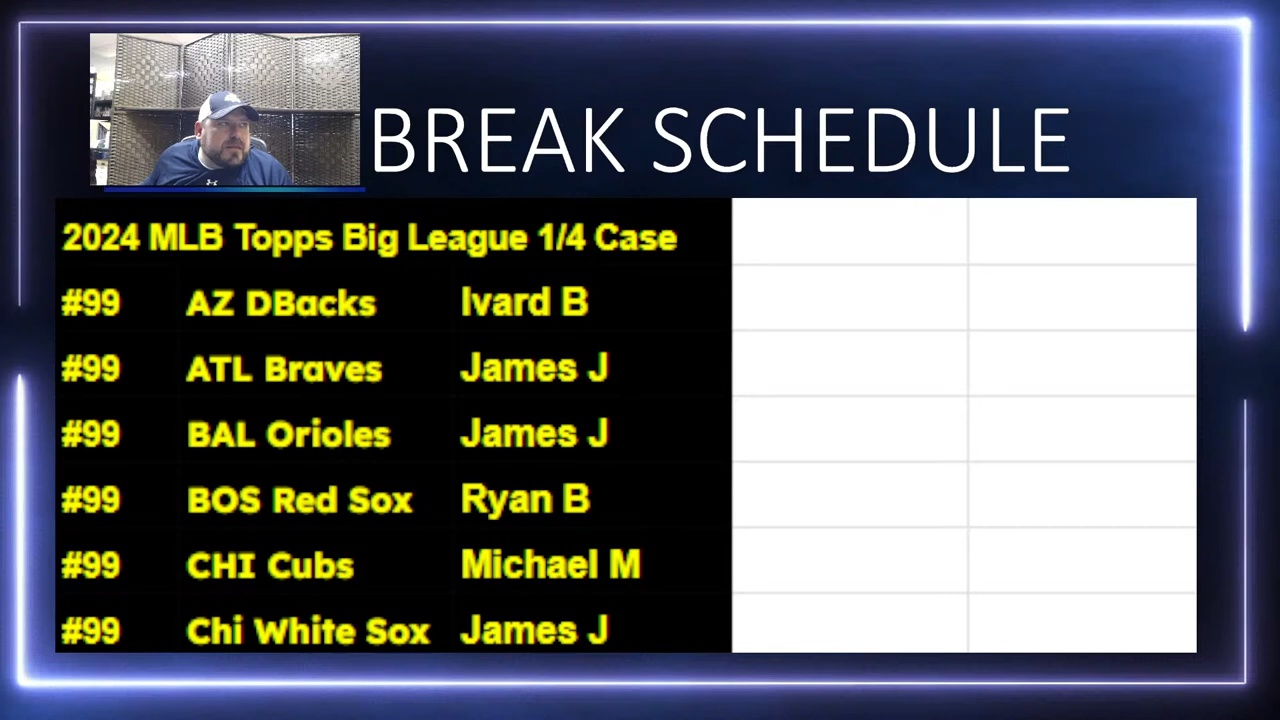 BREAK SCHEDULE
2024 MLB Topps Big League 1/4 Case
#99 AZ DBacks Ivard B
#99 ATL Braves James J
#99 BAL Orioles James J
#99 BOS Red Sox Ryan B
#99 CHI Cubs Michael M
#99 Chi White Sox James J